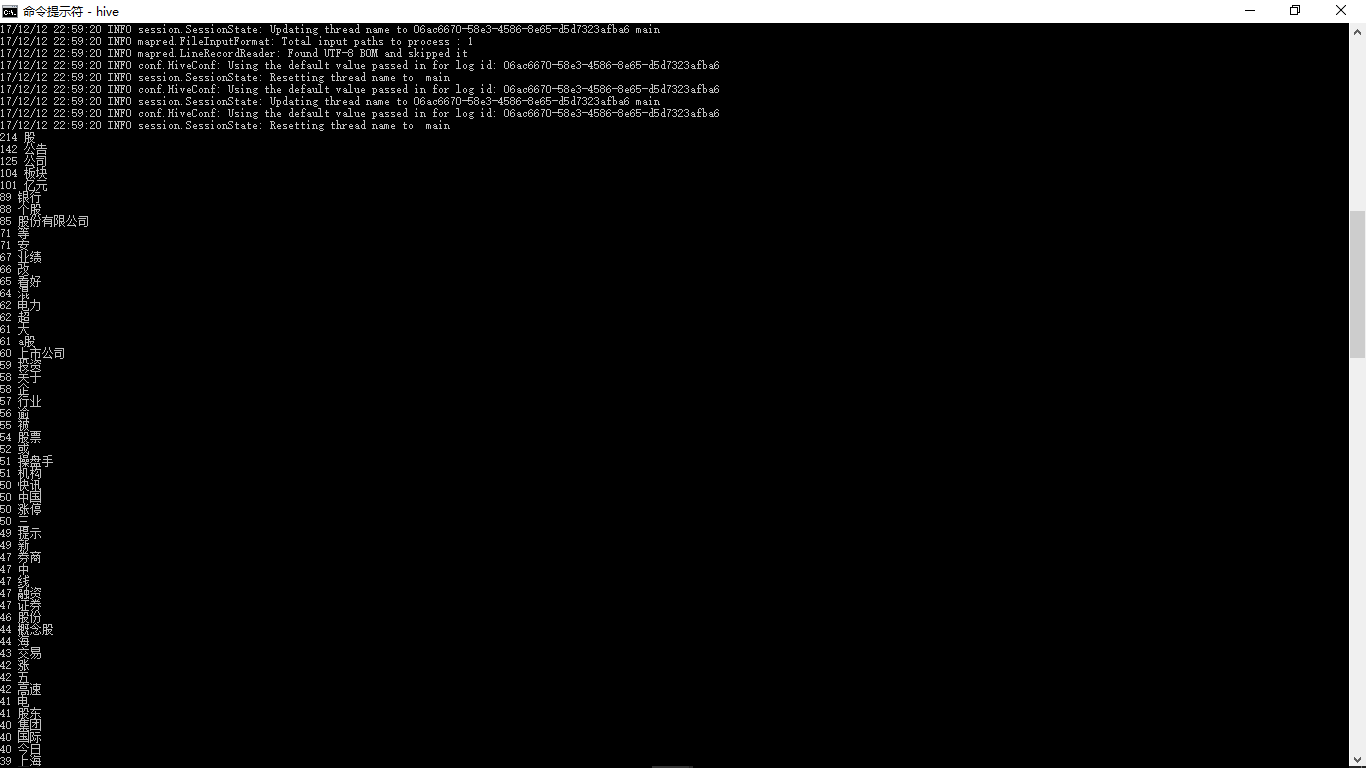 命令提示符 - hive
17/12/12 22:59:20 INFO session.SessionState: Updating thread name to 06ac6670-58e3-4586-8e65-d5d7323afba6 main
17/12/12 22:59:20 INFO mapred.FileInputFormat: Total input paths to process : 1
17/12/12 22:59:20 INFO mapred.LineRecordReader: Found UTF-8 BOM and skipped it
17/12/12 22:59:20 INFO conf.HiveConf: Using the default value passed in for log id: 06ac6670-58e3-4586-8e65-d5d7323afba6
17/12/12 22:59:20 INFO session.SessionState: Resetting thread name to  main
17/12/12 22:59:20 INFO conf.HiveConf: Using the default value passed in for log id: 06ac6670-58e3-4586-8e65-d5d7323afba6
17/12/12 22:59:20 INFO session.SessionState: Updating thread name to 06ac6670-58e3-4586-8e65-d5d7323afba6 main
17/12/12 22:59:20 INFO conf.HiveConf: Using the default value passed in for log id: 06ac6670-58e3-4586-8e65-d5d7323afba6
17/12/12 22:59:20 INFO session.SessionState: Resetting thread name to  main
214 股
142 公告
125 公司
104 板块
101 亿元
89 银行
88 个股
85 股份有限公司
71 等
71 安
67 业绩
66 改
65 看好
64 混
62 电力
62 超
61 大
61 a股
60 上市公司
59 投资
58 关于
58 企
57 行业
56 逾
55 被
54 股票
52 或
51 操盘手
51 机构
50 快讯
50 中国
50 涨停
50 三
49 提示
49 新
47 券商
47 中
47 线
47 融资
47 证券
46 股份
44 概念股
44 海
43 交易
42 涨
42 五
42 高速
41 电
41 股东
40 集团
40 国际
40 今日
39 上海